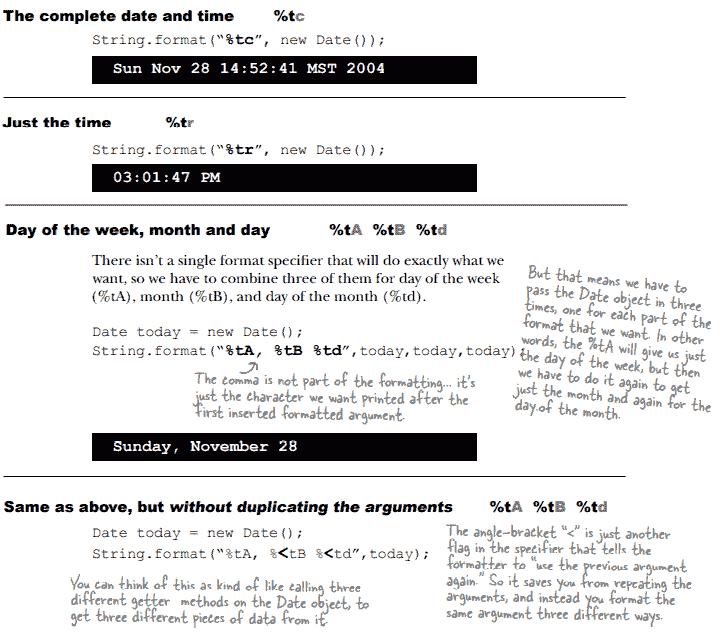 The complete date and time %tc
String.format(“%tc”, new Date());
Sun Nov 28 14:52:41 MST 2004
Just the time %tr
String.format(“%tr”, new Date());
03:01:47 PM
Day of the week, month and day %tA %tB %td
There isn’t a single format specifier that will do exactly what we
want, so we have to combine three of them for day of the week
(%tA), month (%tB), and day of the month (%td).
Date today = new Date();
String.format(“%tA, %tB %td”,today,today,today);
The comma is not part of the formatting... it’s
just the character we want printed after the
first inserted formatted argument.
But that means we have to
pass the Date object in three
times, one for each part of the
format that we want. In other
words, the %tA will give us just
the day of the week, but then
we have to do it again to get
just the month and again for the
day.of the month.
Sunday, November 28
Same as above, but without duplicating the arguments %tA %tB %td
Date today = new Date();
String.format(“%tA, %<tB %<td”,today);
You can think of this as kind of like calling three
different getter methods on the Date object, to
get three different pieces of data from it.
The angle-bracket “<” is just another
flag in the specifier that tells the
formatter to “use the previous argument
again.” So it saves you from repeating the
arguments, and instead you format the
same argument three different ways.